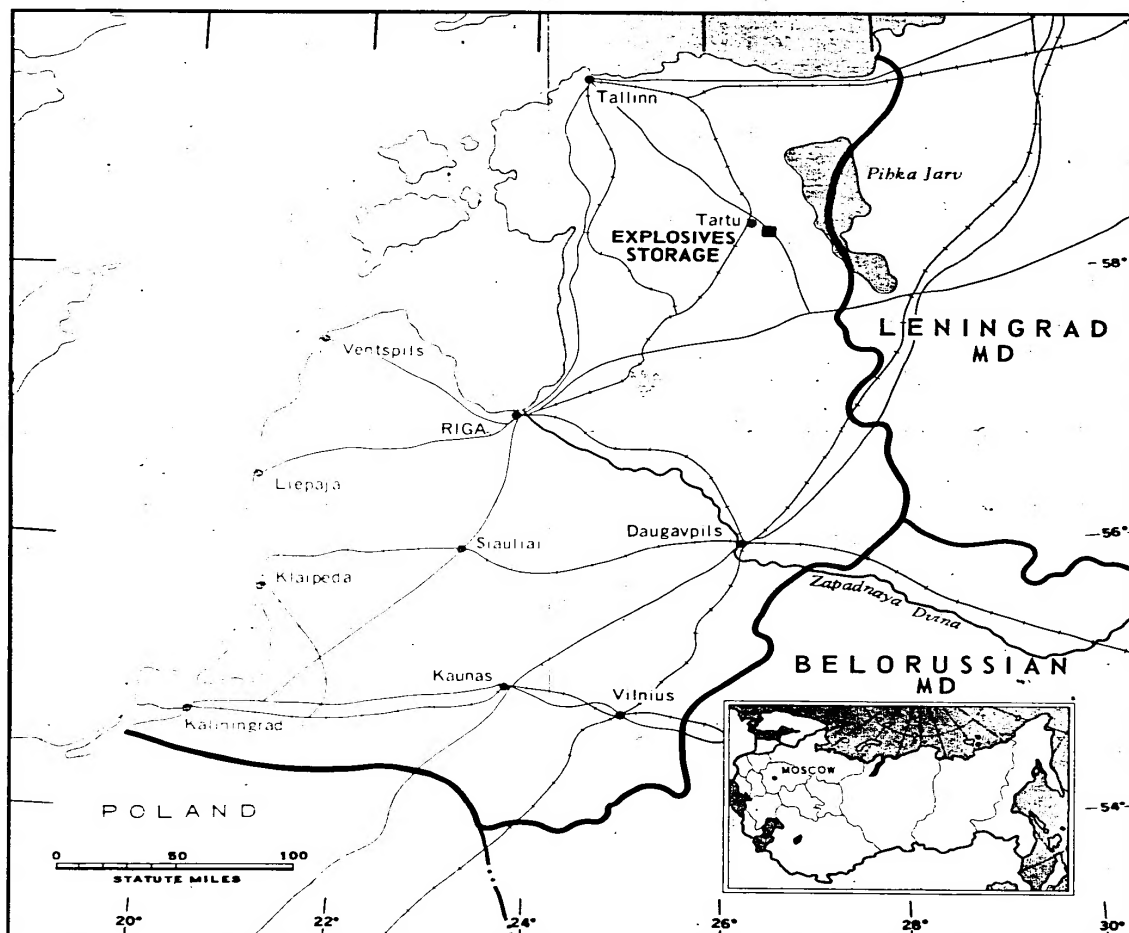 Tallinn
Pihka Jarv
Tartu
EXPLOSIVES
STORAGE
58°
LENINGRAD
MD
Ventspils
RIGA
Liepaja
Daugavpils
56°
Siauliai
Klaipeda
Zapadnaya Dvina
BELORUSSIAN
MD
Kaunas
Vilnius
Kaliningrad
MOSCOW
POLAND
54°
0 50 100
STATUTE MILES
20° 22° 24° 26° 28° 30°